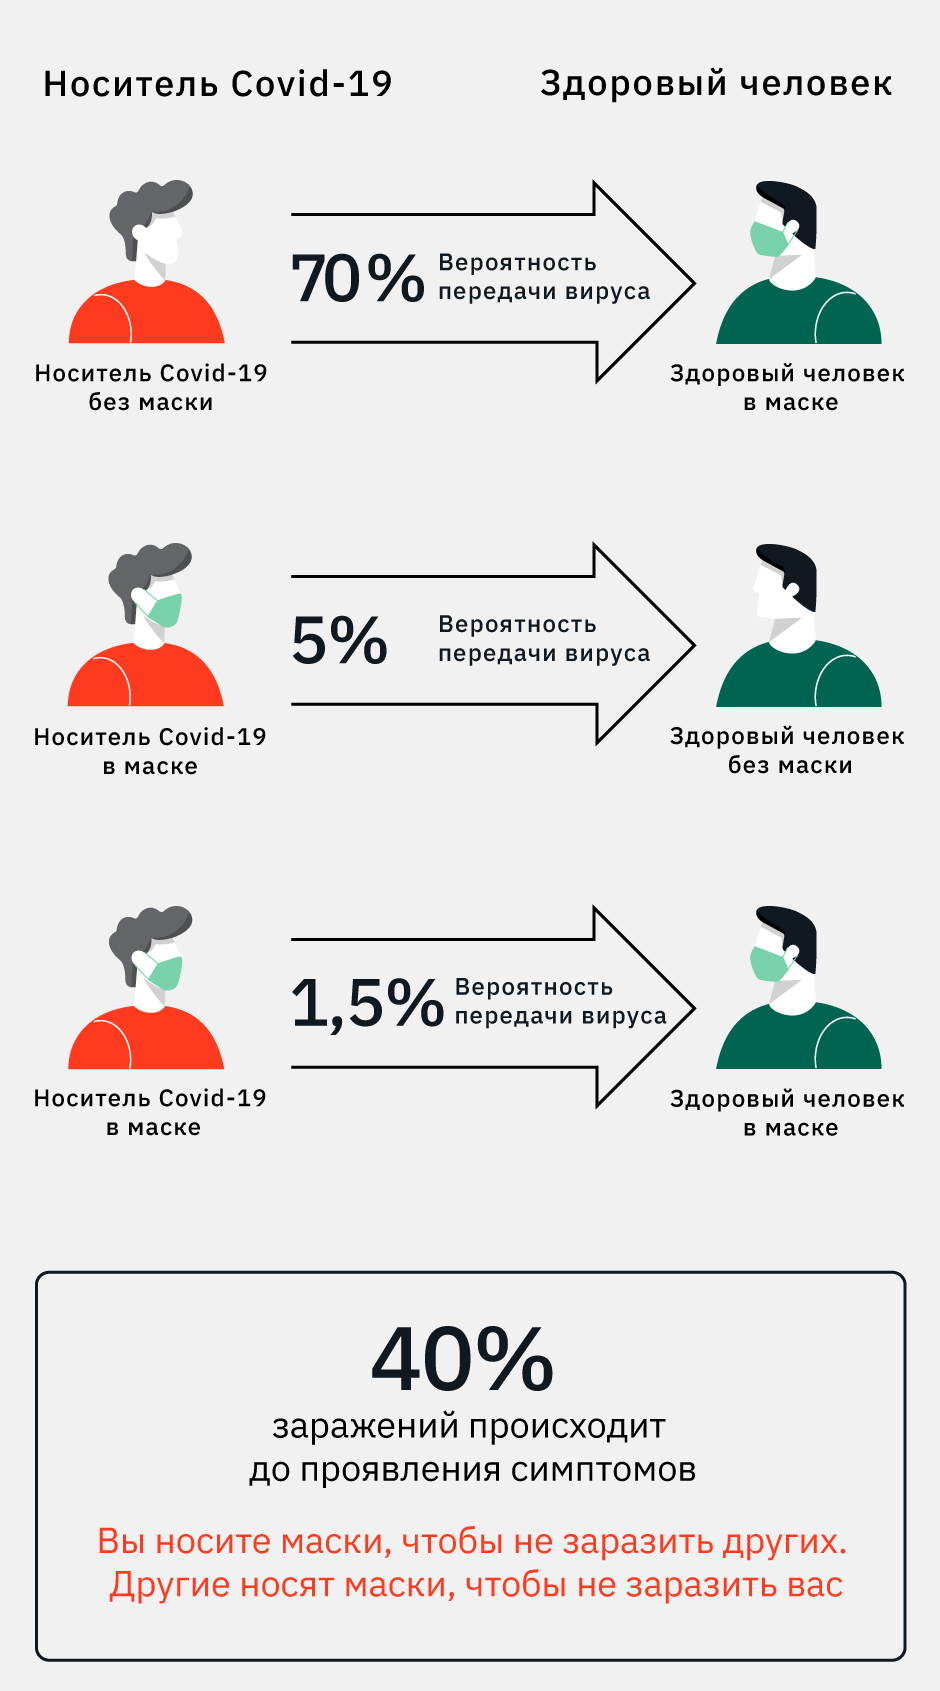 Носитель Covid-19
Здоровый человек
70%
Вероятность
передачи вируса
Носитель Covid-19
без маски
Здоровый человек
в маске
5%
Вероятность
передачи вируса
Носитель Covid-19
в маске
Здоровый человек
без маски
1,5%
Вероятность
передачи вируса
Носитель Covid-19
в маске
Здоровый человек
в маске
40%
заражений происходит
до проявления симптомов
Вы носите маски, чтобы не заразить других.
Другие носят маски, чтобы не заразить вас